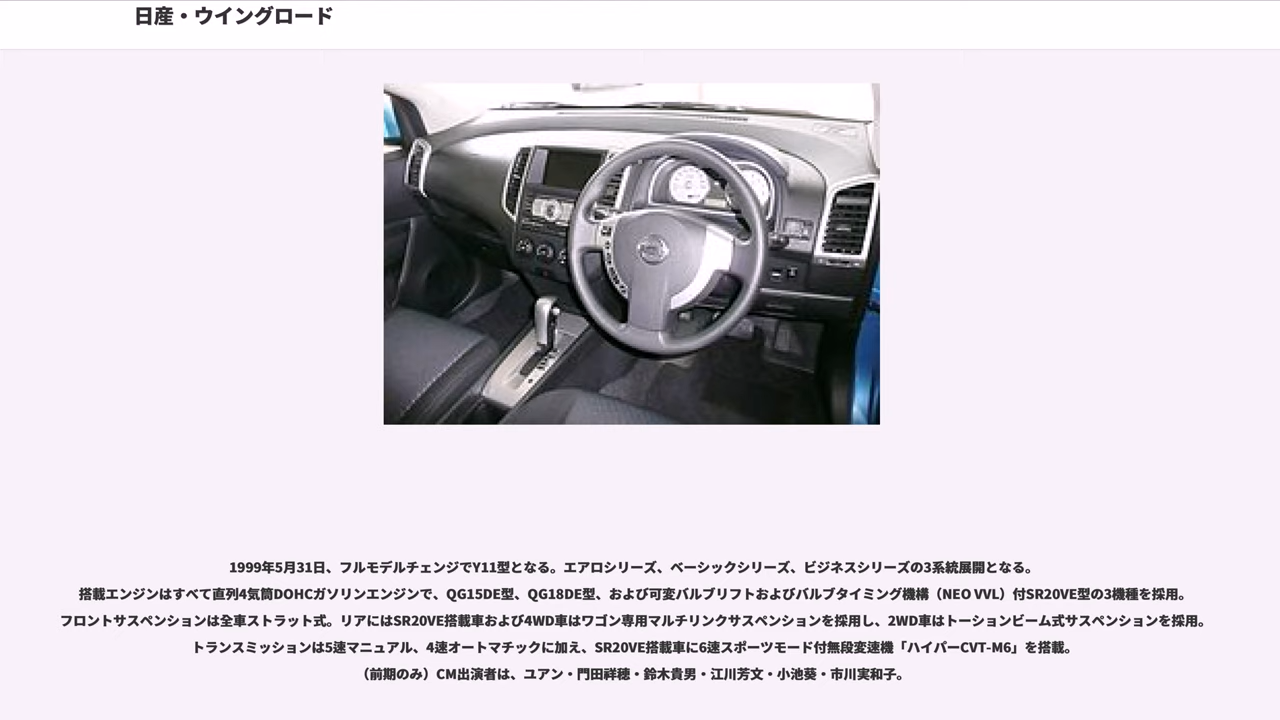 日産・ウイングロード
1999年5月31日、フルモデルチェンジでY11型となる。エアロシリーズ、ベーシックシリーズ、ビジネスシリーズの3系統展開となる。
搭載エンジンはすべて直列4気筒DOHCガソリンエンジンで、QG15DE型、QG18DE型、および可変バルブリフトおよびバルブタイミング機構（NEO VVL）付SR20VE型の3機種を採用。
フロントサスペンションは全車ストラット式。リアにはSR20VE搭載車および4WD車はワゴン専用マルチリンクサスペンションを採用し、2WD車はトーションビーム式サスペンションを採用。
トランスミッションは5速マニュアル、4速オートマチックに加え、SR20VE搭載車に6速スポーツモード付無段変速機「ハイパーCVT-M6」を搭載。
（前期のみ）CM出演者は、ユアン・門田祥穂・鈴木貴男・江川芳文・小池葵・市川実和子。